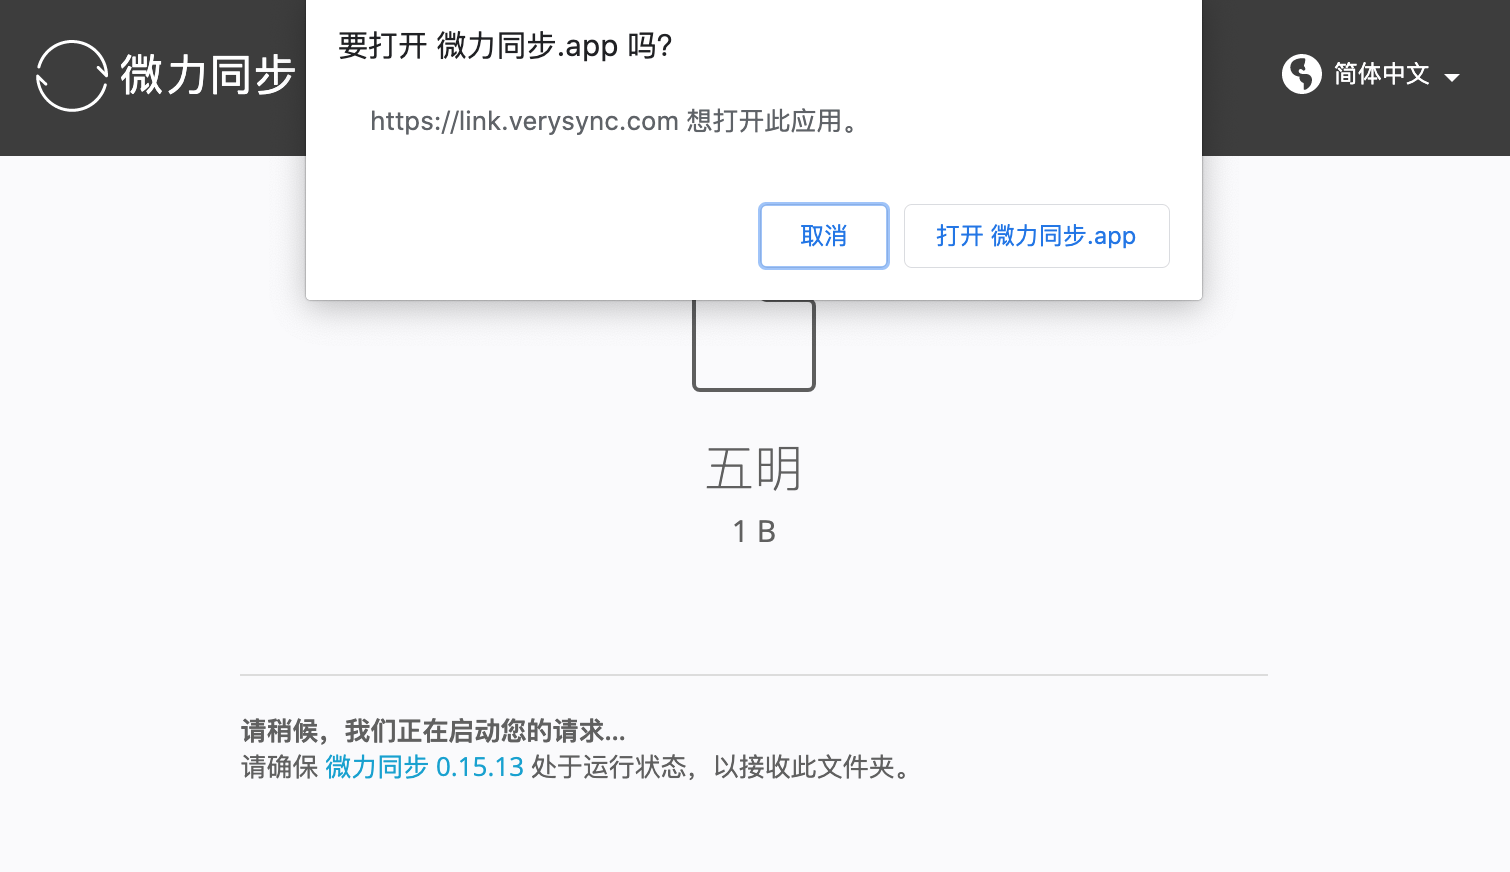 微力同步
简体中文
要打开 微力同步.app 吗?
https://link.verysync.com 想打开此应用。
取消
打开 微力同步.app
五明
1 B
请稍候，我们正在启动您的请求...
请确保 微力同步 0.15.13 处于运行状态，以接收此文件夹。